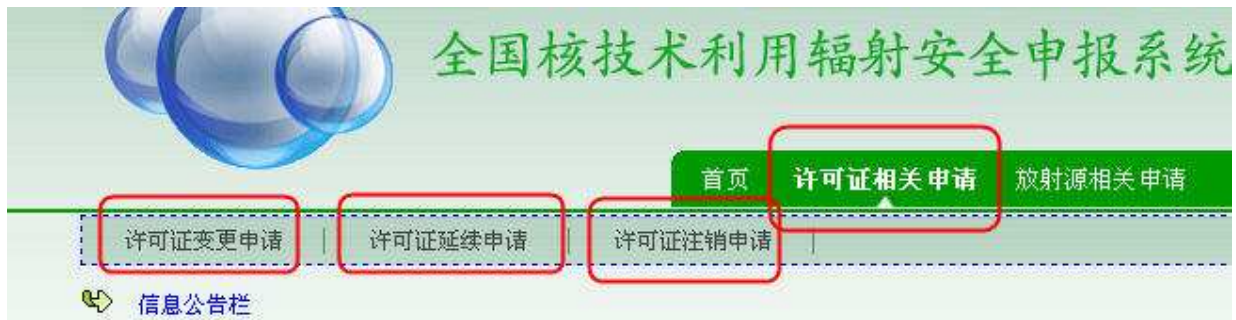 全国核技术利用辐射安全申报系统
首页 许可证相关申请 放射源相关申请
许可证变更申请 | 许可证延续申请 | 许可证注销申请 |
信息公告栏